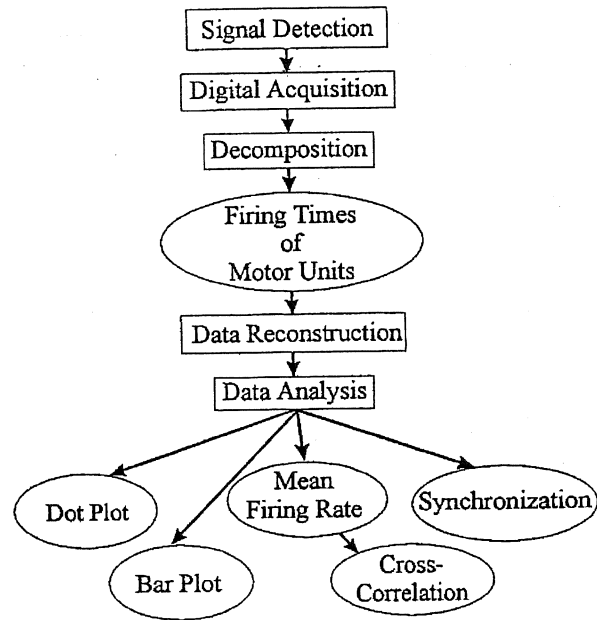 Signal Detection
Digital Acquisition
Decomposition
Firing Times
of
Motor Units
Data Reconstruction
Data Analysis
Dot Plot
Bar Plot
Mean
Firing Rate
Cross-
Correlation
Synchronization